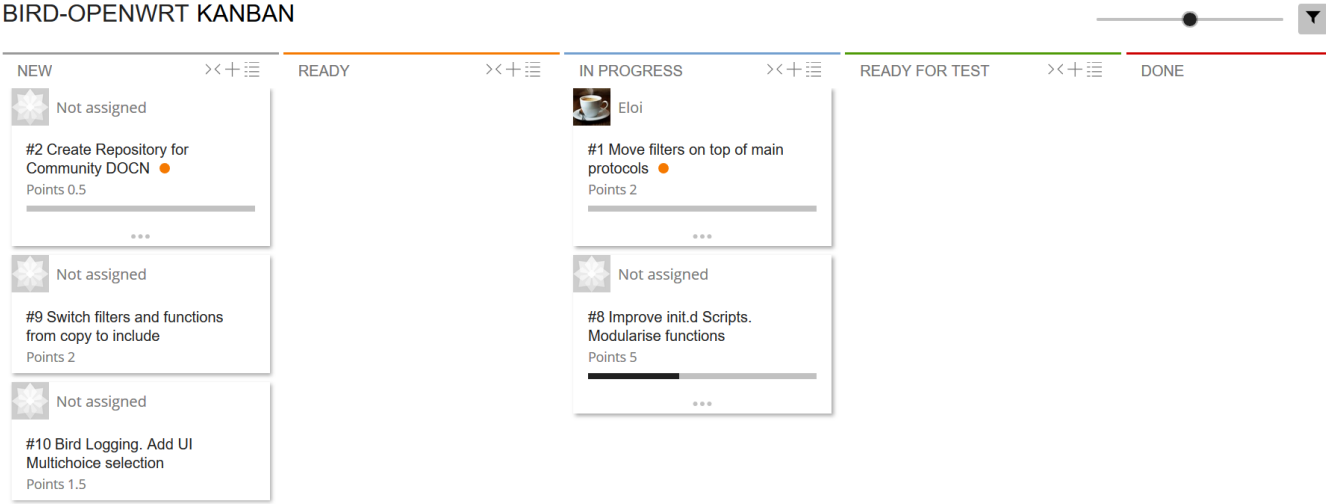 BIRD-OPENWRT KANBAN
NEW
READY
IN PROGRESS
READY FOR TEST
DONE
Not assigned
#2 Create Repository for
Community DOCN
Points 0.5
Not assigned
#9 Switch filters and functions
from copy to include
Points 2
Not assigned
#10 Bird Logging. Add UI
Multichoice selection
Points 1.5
Eloi
#1 Move filters on top of main
protocols
Points 2
Not assigned
#8 Improve init.d Scripts.
Modularise functions
Points 5